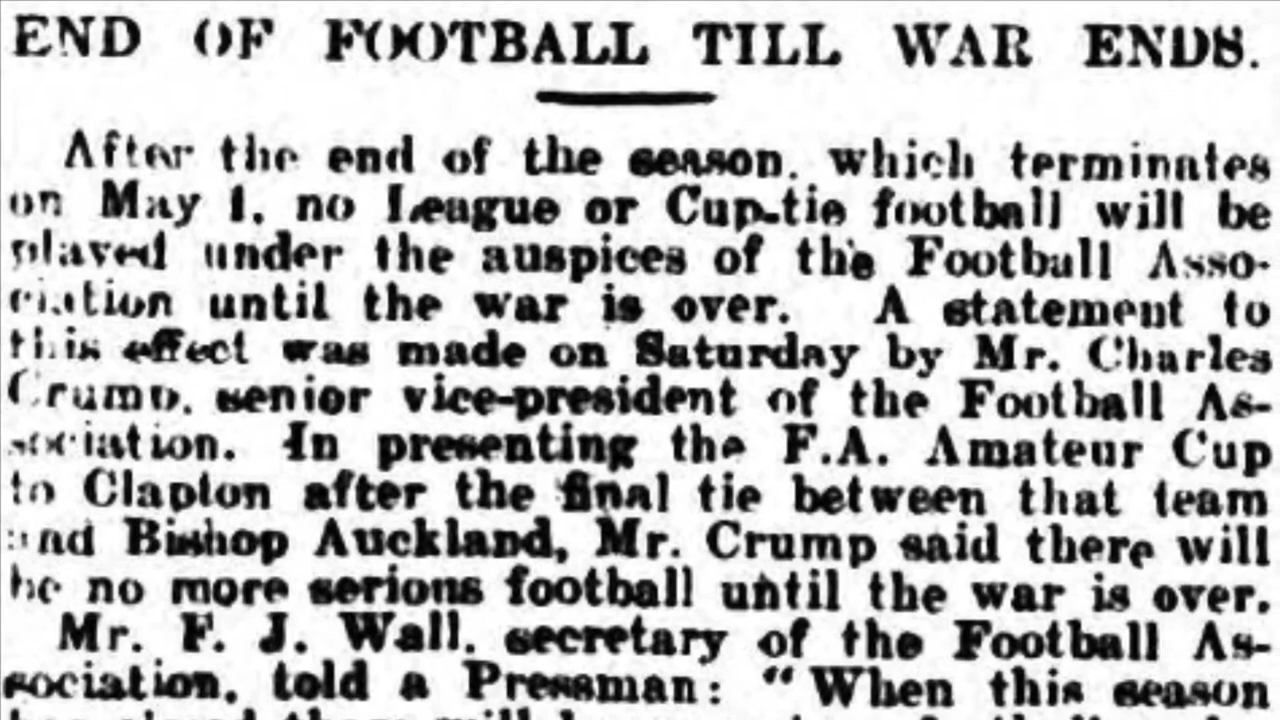 END OF FOOTBALL TILL WAR ENDS.
After the end of the season, which terminates
on May 1, no League or Cup-tie football will be
played under the auspices of the Football Asso-
ciation until the war is over. A statement to
this effect was made on Saturday by Mr. Charles
Crump, senior vice-president of the Football As-
sociation. In presenting the F.A. Amateur Cup
to Clapton after the final tie between that team
and Bishop Auckland, Mr. Crump said there will
be no more serious football until the war is over.
Mr. F. J. Wall, secretary of the Football As-
sociation, told a Pressman: "When this season